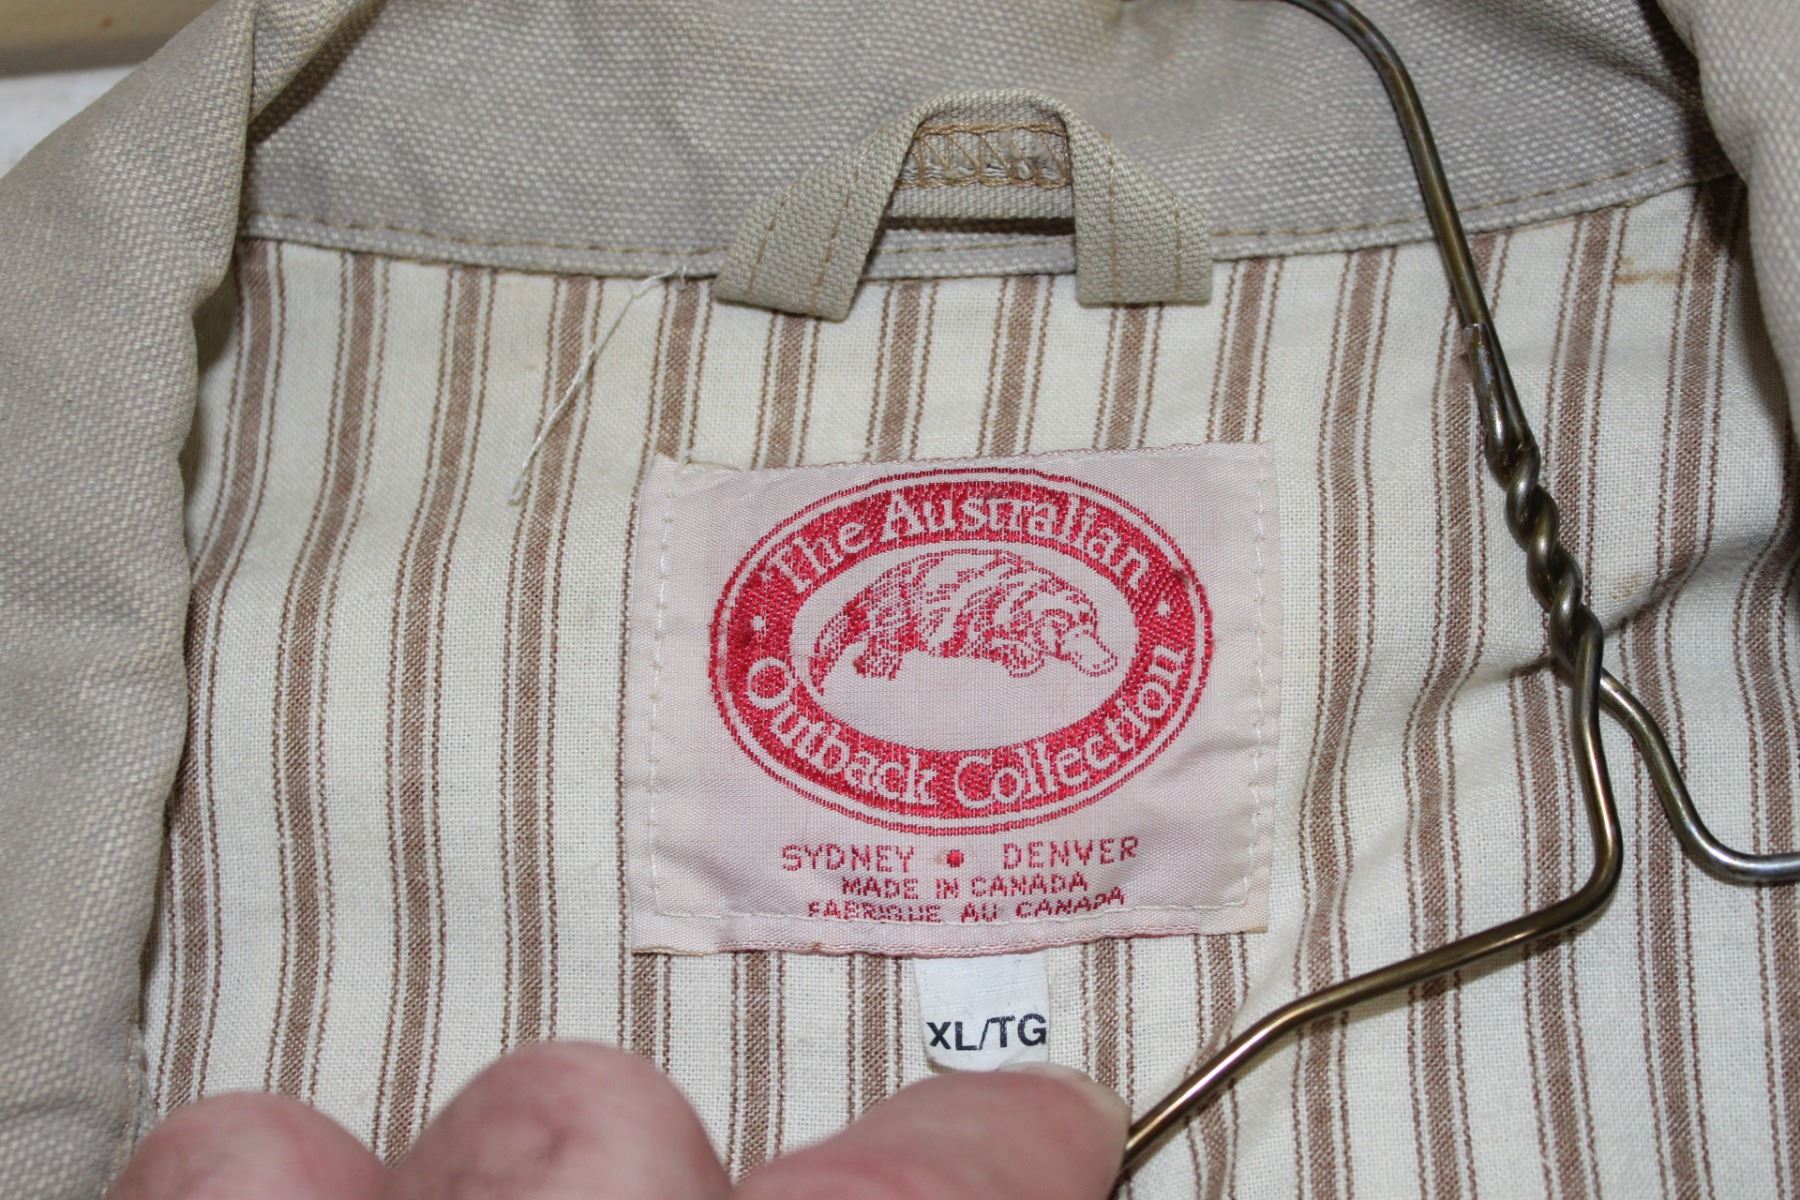 The Australian
Outback Collection
SYDNEY • DENVER
MADE IN CANADA
FABRIQUE AU CANADA
XL/TG